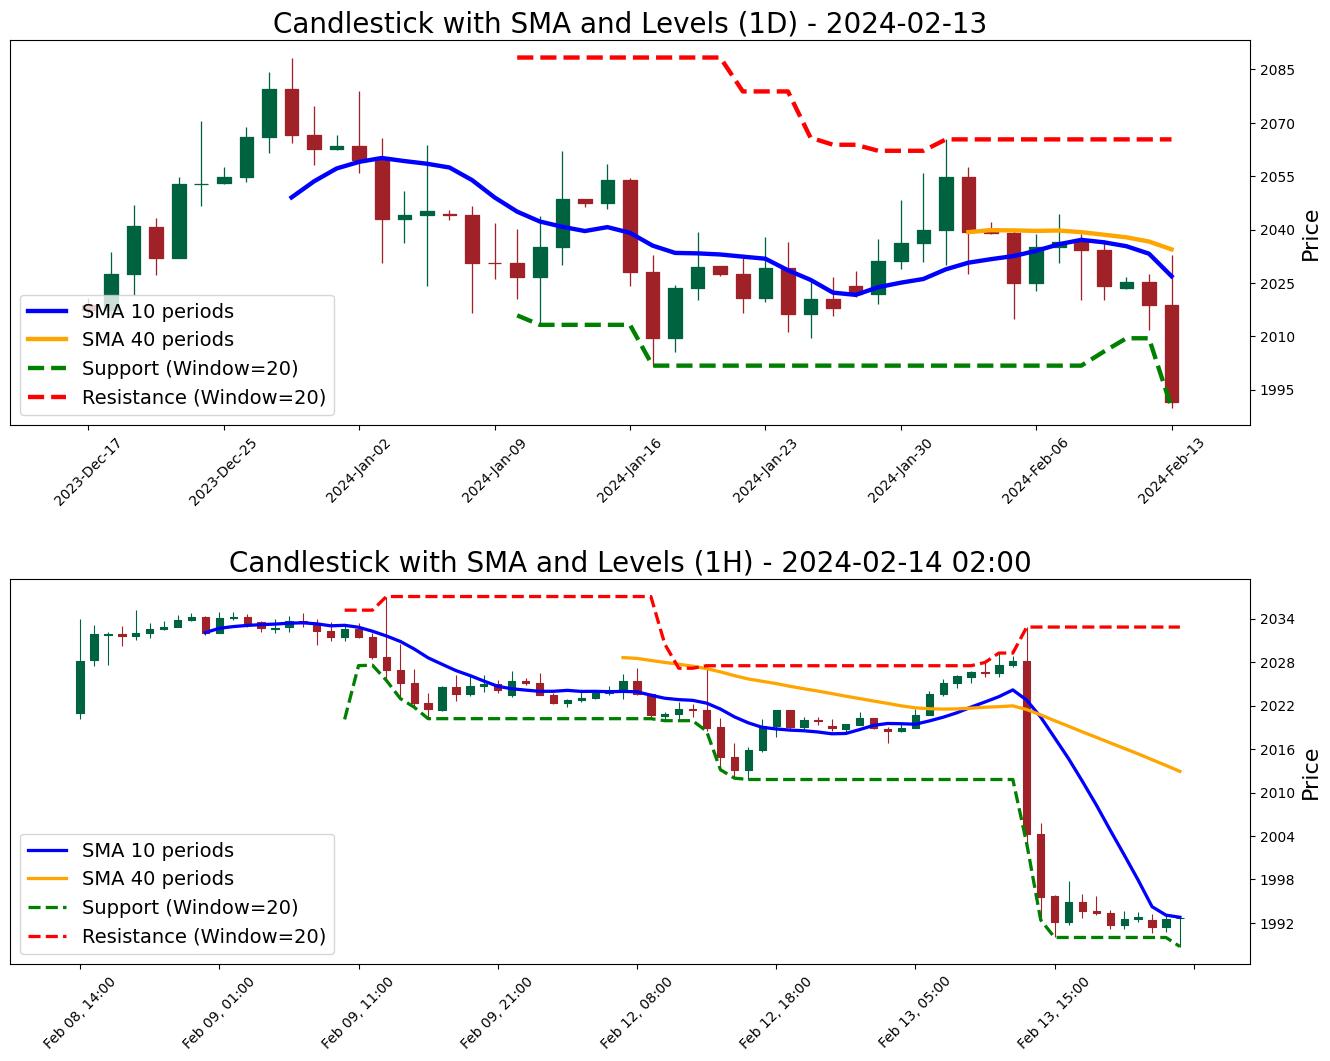 Candlestick with SMA and Levels (1D) - 2024-02-13
2085
2070
2055
2040
2025
2010
1995
Price
SMA 10 periods
SMA 40 periods
Support (Window=20)
Resistance (Window=20)
2023-Dec-17
2023-Dec-25
2024-Jan-02
2024-Jan-09
2024-Jan-16
2024-Jan-23
2024-Jan-30
2024-Feb-06
2024-Feb-13
Candlestick with SMA and Levels (1H) - 2024-02-14 02:00
2034
2028
2022
2016
2010
2004
1998
1992
Price
SMA 10 periods
SMA 40 periods
Support (Window=20)
Resistance (Window=20)
Feb 08, 14:00
Feb 09, 01:00
Feb 09, 11:00
Feb 09, 21:00
Feb 12, 08:00
Feb 12, 18:00
Feb 13, 05:00
Feb 13, 15:00